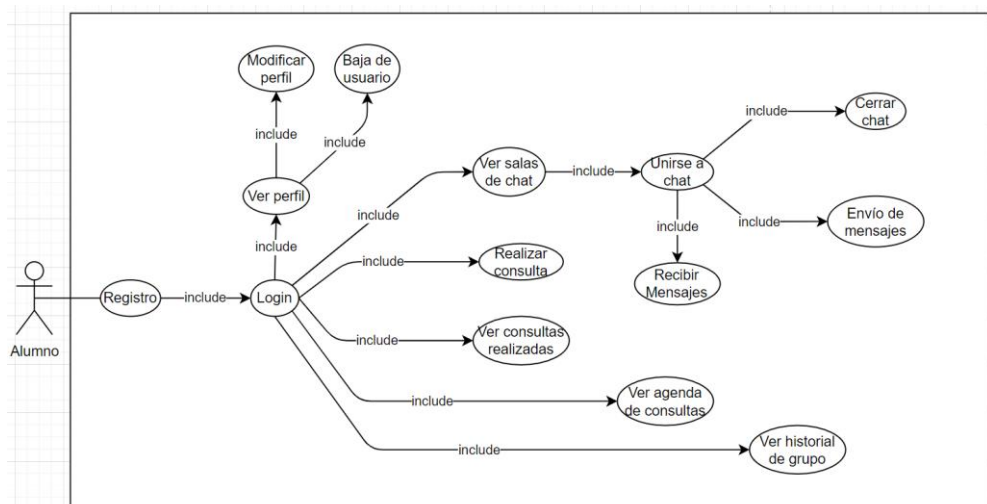 Modificar
perfil
Baja de
usuario
include
include
Ver perfil
include
Cerrar
chat
include
Ver salas
de chat
include
Unirse a
chat
include
include
include
Envío de
mensajes
Recibir
Mensajes
include
Realizar
consulta
Alumno
Registro
include
Login
include
Ver consultas
realizadas
include
Ver agenda
de consultas
include
Ver historial
de grupo